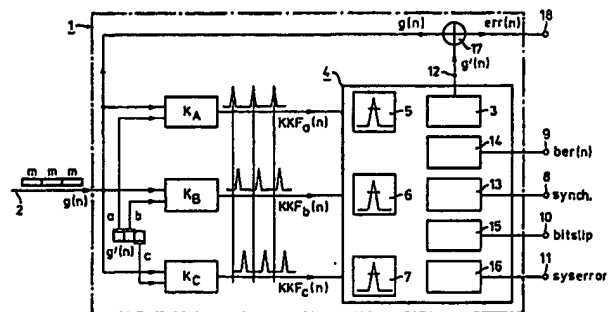 1
g(n)
err(n)
18
17
g'(n)
12
4
K_A
KKF_a(n)
5
3
9
14
ber(n)
m m m
2
g(n)
a
b
g'(n)
c
K_B
KKF_b(n)
6
13
8
synch.
15
10
bitslip
K_C
KKF_c(n)
7
16
11
syserror